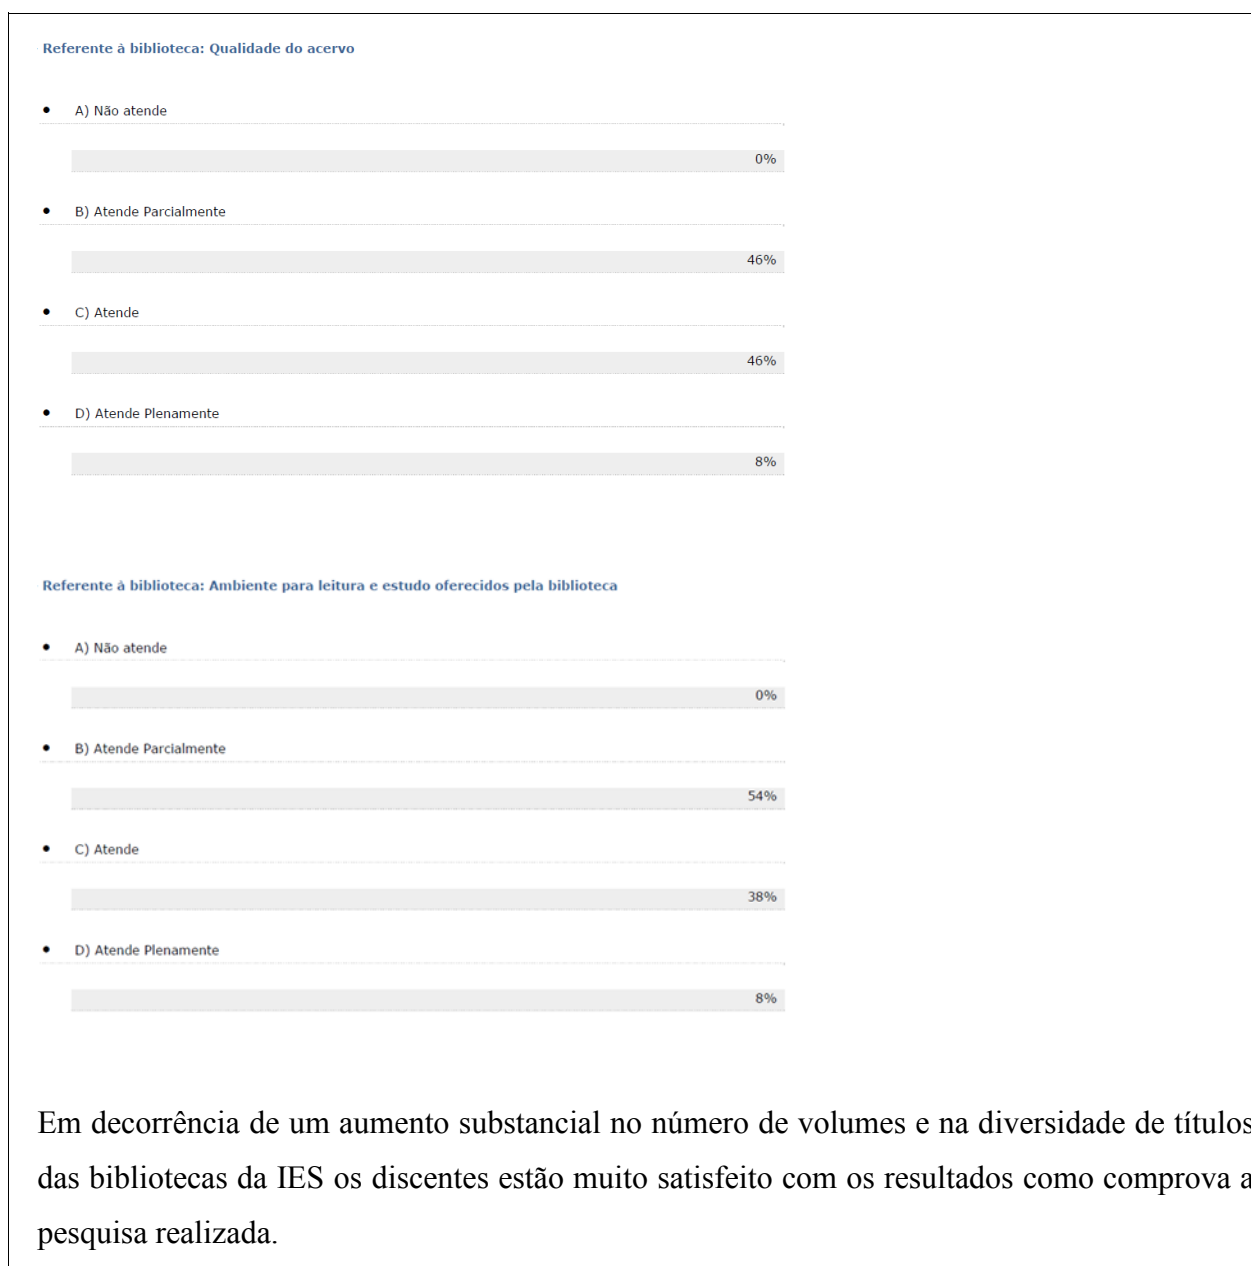 Referente à biblioteca: Qualidade do acervo
• A) Não atende
0%
• B) Atende Parcialmente
46%
• C) Atende
46%
• D) Atende Plenamente
8%
Referente à biblioteca: Ambiente para leitura e estudo oferecidos pela biblioteca
• A) Não atende
0%
• B) Atende Parcialmente
54%
• C) Atende
38%
• D) Atende Plenamente
8%
Em decorrência de um aumento substancial no número de volumes e na diversidade de títulos
das bibliotecas da IES os discentes estão muito satisfeito com os resultados como comprova a
pesquisa realizada.